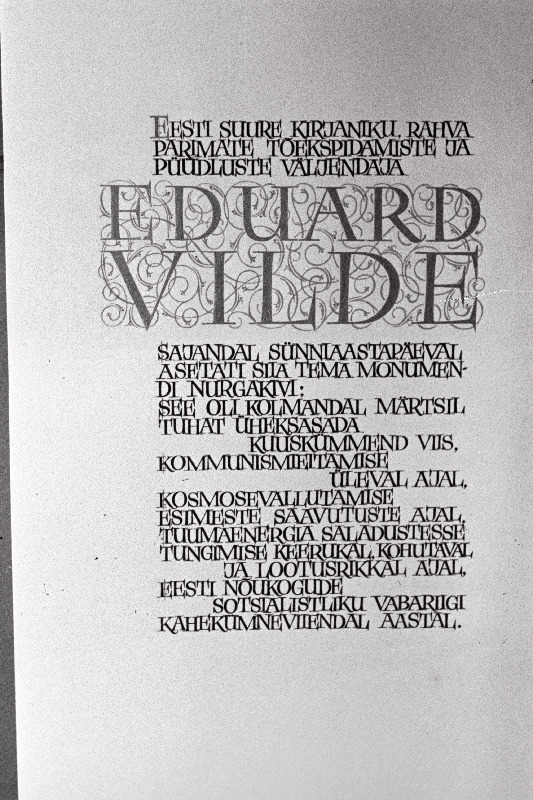 EESTI SUURE KIRJANIKU, RAHVA
PARIMATE TÕEKSPIDAMISTE JA
PÜÜDLUSTE VÄLJENDAJA
EDUARD
VILDE
SAJANDAL SÜNNIAASTAPÄEVAL
ASETATI SIIA TEMA MONUMEN-
DI NURGAKIVI:
SEE OLI KOLMANDAL MÄRTSIL
TUHAT ÜHEKSASADA
KUUSKÜMMEND VIIS,
KOMMUNISMIEHITAMISE
ÜLEVAL AJAL,
KOSMOSEVALLUTAMISE
ESIMESTE SAAVUTUSTE AJAL,
TUUMAENERGIA SALADUSTESSE
TUNGIMISE KEERUKAL, KOHUTAVAL
JA LOOTUSRIKKAL AJAL,
EESTI NÕUKOGUDE
SOTSIALISTLIKU VABARIIGI
KAHEKÜMNEVIIENDAL AASTAL.